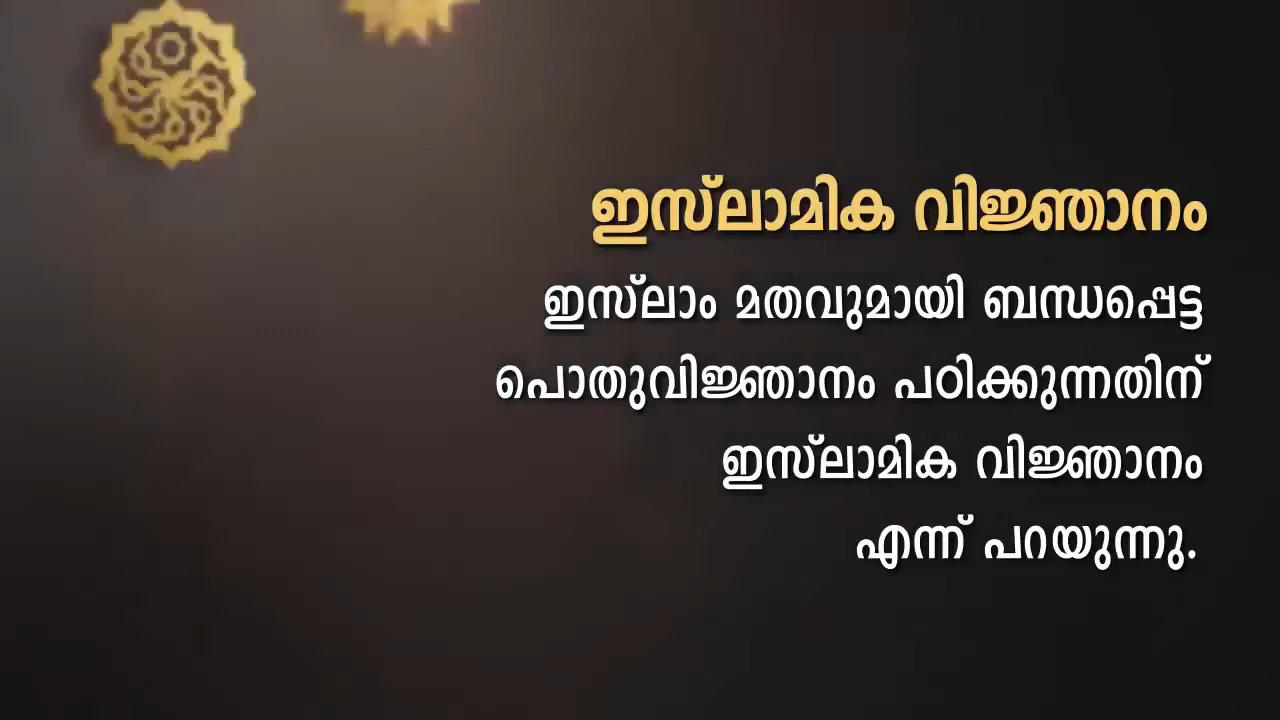 ഇസ്‌ലാമിക വിജ്ഞാനം
ഇസ്‌ലാം മതവുമായി ബന്ധപ്പെട്ട
പൊതുവിജ്ഞാനം പഠിക്കുന്നതിന്
ഇസ്‌ലാമിക വിജ്ഞാനം
എന്ന് പറയുന്നു.